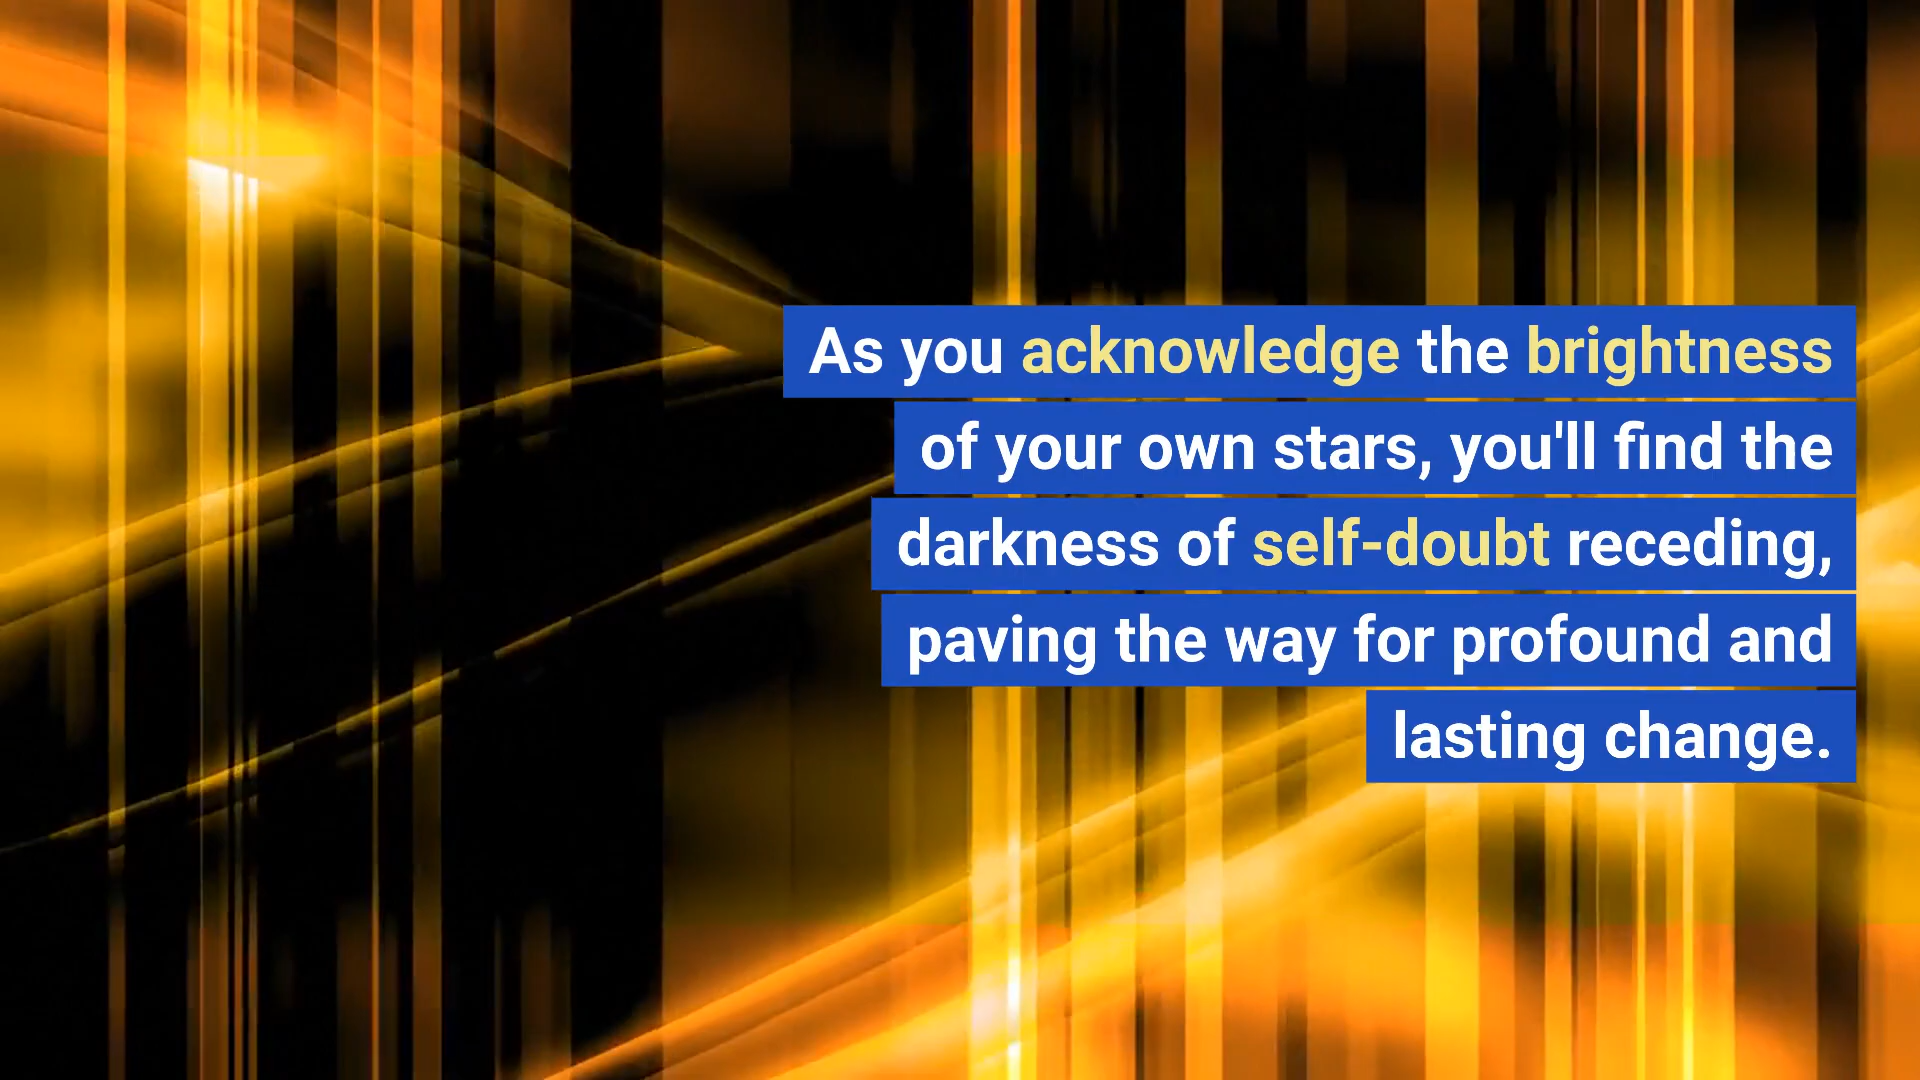 As you acknowledge the brightness
of your own stars, you'll find the
darkness of self-doubt receding,
paving the way for profound and
lasting change.